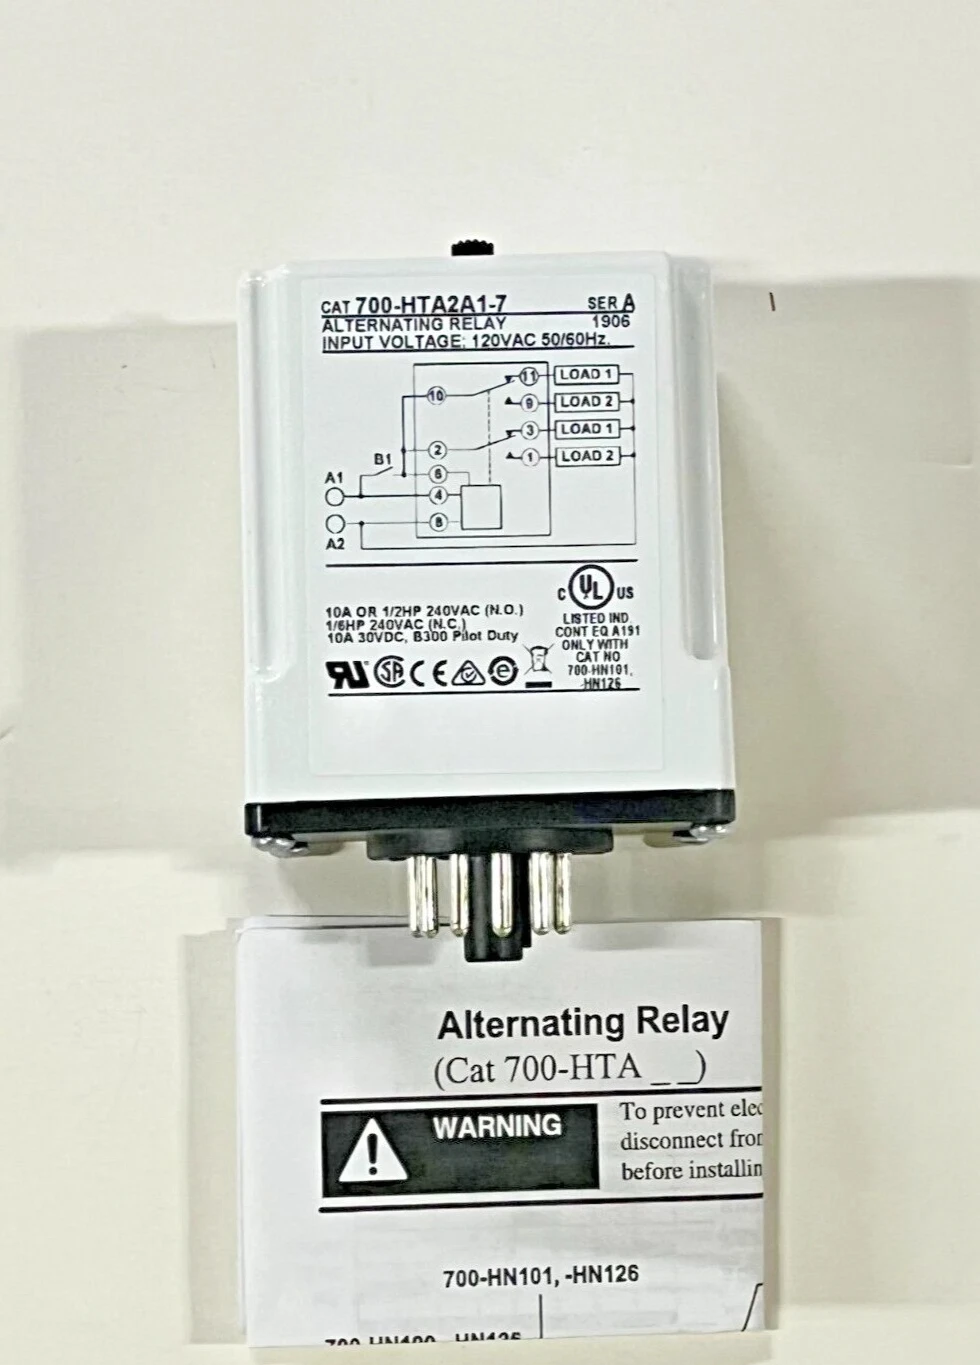 CAT 700-HTA2A1-7 SER A
ALTERNATING RELAY 1906
INPUT VOLTAGE: 120VAC 50/60Hz.
11 LOAD 1
10
9 LOAD 2
3 LOAD 1
2
B1
1 LOAD 2
6
A1
4
8
A2
C UL US
LISTED IND.
CONT EQ A191
ONLY WITH
CAT NO
700-HN101,
-HN126
10A OR 1/2HP 240VAC (N.O.)
1/6HP 240VAC (N.C.)
10A 30VDC, B300 Pilot Duty
Alternating Relay
(Cat 700-HTA _ _)
WARNING
To prevent elec
disconnect from
before installin
700-HN101, -HN126